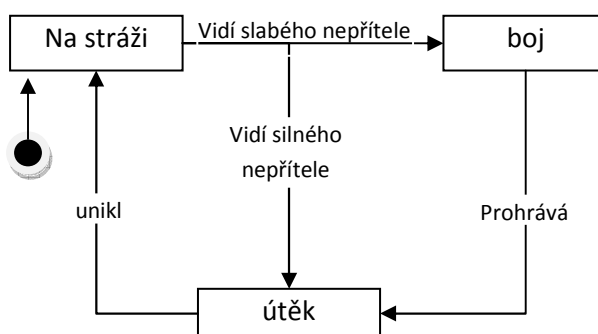 Na stráži
Vidí slabého nepřítele
boj
Vidí silného
nepřítele
unikl
Prohrává
útěk